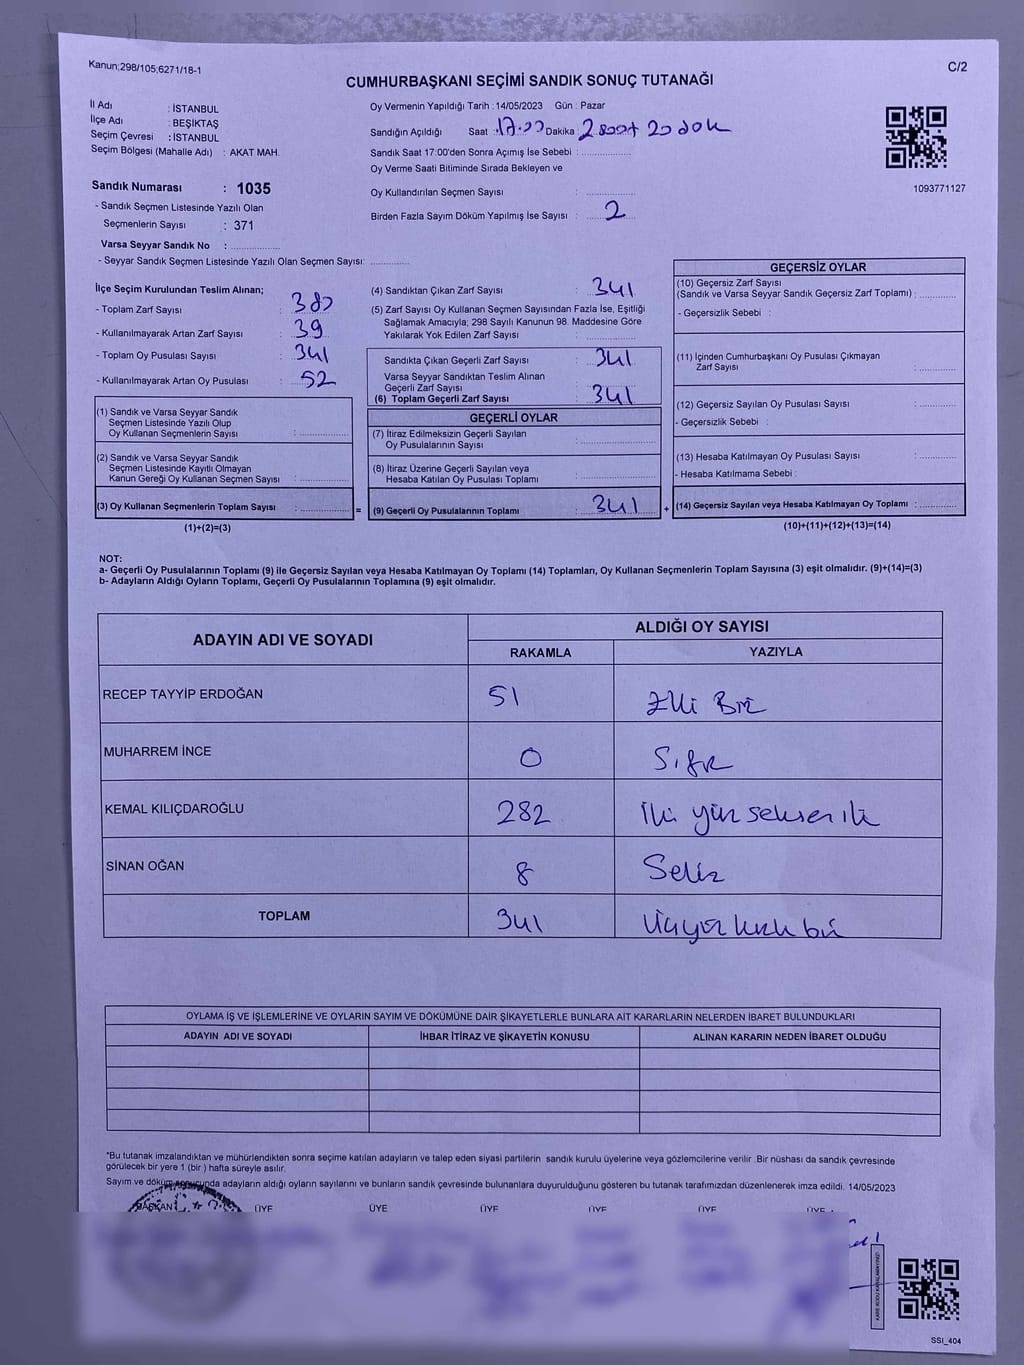 Kanun;298/105;6271/18-1
C/2
CUMHURBAŞKANI SEÇİMİ SANDIK SONUÇ TUTANAĞI
İl Adı : İSTANBUL
İlçe Adı : BEŞİKTAŞ
Seçim Çevresi : İSTANBUL
Seçim Bölgesi (Mahalle Adı) : AKAT MAH.
Sandık Numarası : 1035
- Sandık Seçmen Listesinde Yazılı Olan
Seçmenlerin Sayısı : 371
Varsa Seyyar Sandık No : ..............
- Seyyar Sandık Seçmen Listesinde Yazılı Olan Seçmen Sayısı: ..............
Oy Vermenin Yapıldığı Tarih : 14/05/2023 Gün : Pazar
Sandığın Açıldığı Saat : 17.00 Dakika : 2 saat 20 dak
Sandık Saat 17:00'den Sonra Açımış İse Sebebi : ..............
Oy Verme Saati Bitiminde Sırada Bekleyen ve
Oy Kullandırılan Seçmen Sayısı : ..............
Birden Fazla Sayım Döküm Yapılmış İse Sayısı : 2
1093771127
İlçe Seçim Kurulundan Teslim Alınan;
- Toplam Zarf Sayısı : 380
- Kullanılmayarak Artan Zarf Sayısı : 39
- Toplam Oy Pusulası Sayısı : 341
- Kullanılmayarak Artan Oy Pusulası : 52
(1) Sandık ve Varsa Seyyar Sandık
Seçmen Listesinde Yazılı Olup
Oy Kullanan Seçmenlerin Sayısı : ..............
(2) Sandık ve Varsa Seyyar Sandık
Seçmen Listesinde Kayıtlı Olmayan
Kanun Gereği Oy Kullanan Seçmen Sayısı : ..............
(3) Oy Kullanan Seçmenlerin Toplam Sayısı : .............. =
(1)+(2)=(3)
(4) Sandıktan Çıkan Zarf Sayısı : 341
(5) Zarf Sayısı Oy Kullanan Seçmen Sayısından Fazla İse, Eşitliği
Sağlamak Amacıyla, 298 Sayılı Kanunun 98. Maddesine Göre
Yakılarak Yok Edilen Zarf Sayısı : ..............
Sandıkta Çıkan Geçerli Zarf Sayısı : 341
Varsa Seyyar Sandıktan Teslim Alınan
Geçerli Zarf Sayısı :
(6) Toplam Geçerli Zarf Sayısı : 341
GEÇERLİ OYLAR
(7) İtiraz Edilmeksizin Geçerli Sayılan
Oy Pusulalarının Sayısı : ..............
(8) İtiraz Üzerine Geçerli Sayılan veya
Hesaba Katılan Oy Pusulası Toplamı : ..............
(9) Geçerli Oy Pusulalarının Toplamı : 341 +
GEÇERSİZ OYLAR
(10) Geçersiz Zarf Sayısı
(Sandık ve Varsa Seyyar Sandık Geçersiz Zarf Toplamı) : ..............
- Geçersizlik Sebebi :
(11) İçinden Cumhurbaşkanı Oy Pusulası Çıkmayan
Zarf Sayısı : ..............
(12) Geçersiz Sayılan Oy Pusulası Sayısı : ..............
- Geçersizlik Sebebi :
(13) Hesaba Katılmayan Oy Pusulası Sayısı : ..............
- Hesaba Katılmama Sebebi :
(14) Geçersiz Sayılan veya Hesaba Katılmayan Oy Toplamı : ..............
(10)+(11)+(12)+(13)=(14)
NOT:
a- Geçerli Oy Pusulalarının Toplamı (9) ile Geçersiz Sayılan veya Hesaba Katılmayan Oy Toplamı (14) Toplamları, Oy Kullanan Seçmenlerin Toplam Sayısına (3) eşit olmalıdır. (9)+(14)=(3)
b- Adayların Aldığı Oyların Toplamı, Geçerli Oy Pusulalarının Toplamına (9) eşit olmalıdır.
ADAYIN ADI VE SOYADI
ALDIĞI OY SAYISI
RAKAMLA YAZIYLA
RECEP TAYYİP ERDOĞAN 51 Elli Bir
MUHARREM İNCE 0 Sıfır
KEMAL KILIÇDAROĞLU 282 İki yüz seksen iki
SİNAN OĞAN 8 Sekiz
TOPLAM 341 Üçyüz kırk bir
OYLAMA İŞ VE İŞLEMLERİNE VE OYLARIN SAYIM VE DÖKÜMÜNE DAİR ŞİKAYETLERLE BUNLARA AİT KARARLARIN NELERDEN İBARET BULUNDUKLARI
ADAYIN ADI VE SOYADI İHBAR İTİRAZ VE ŞİKAYETİN KONUSU ALINAN KARARIN NEDEN İBARET OLDUĞU
*Bu tutanak imzalandıktan ve mühürlendikten sonra seçime katılan adayların ve talep eden siyasi partilerin sandık kurulu üyelerine veya gözlemcilerine verilir .Bir nüshası da sandık çevresinde
görülecek bir yere 1 (bir ) hafta süreyle asılır.
Sayım ve döküm sonucunda adayların aldığı oyların sayılarını ve bunların sandık çevresinde bulunanlara duyurulduğunu gösteren bu tutanak tarafımızdan düzenlenerek imza edildi. 14/05/2023
BAŞKAN ÜYE ÜYE ÜYE ÜYE ÜYE ÜYE
SSI_404